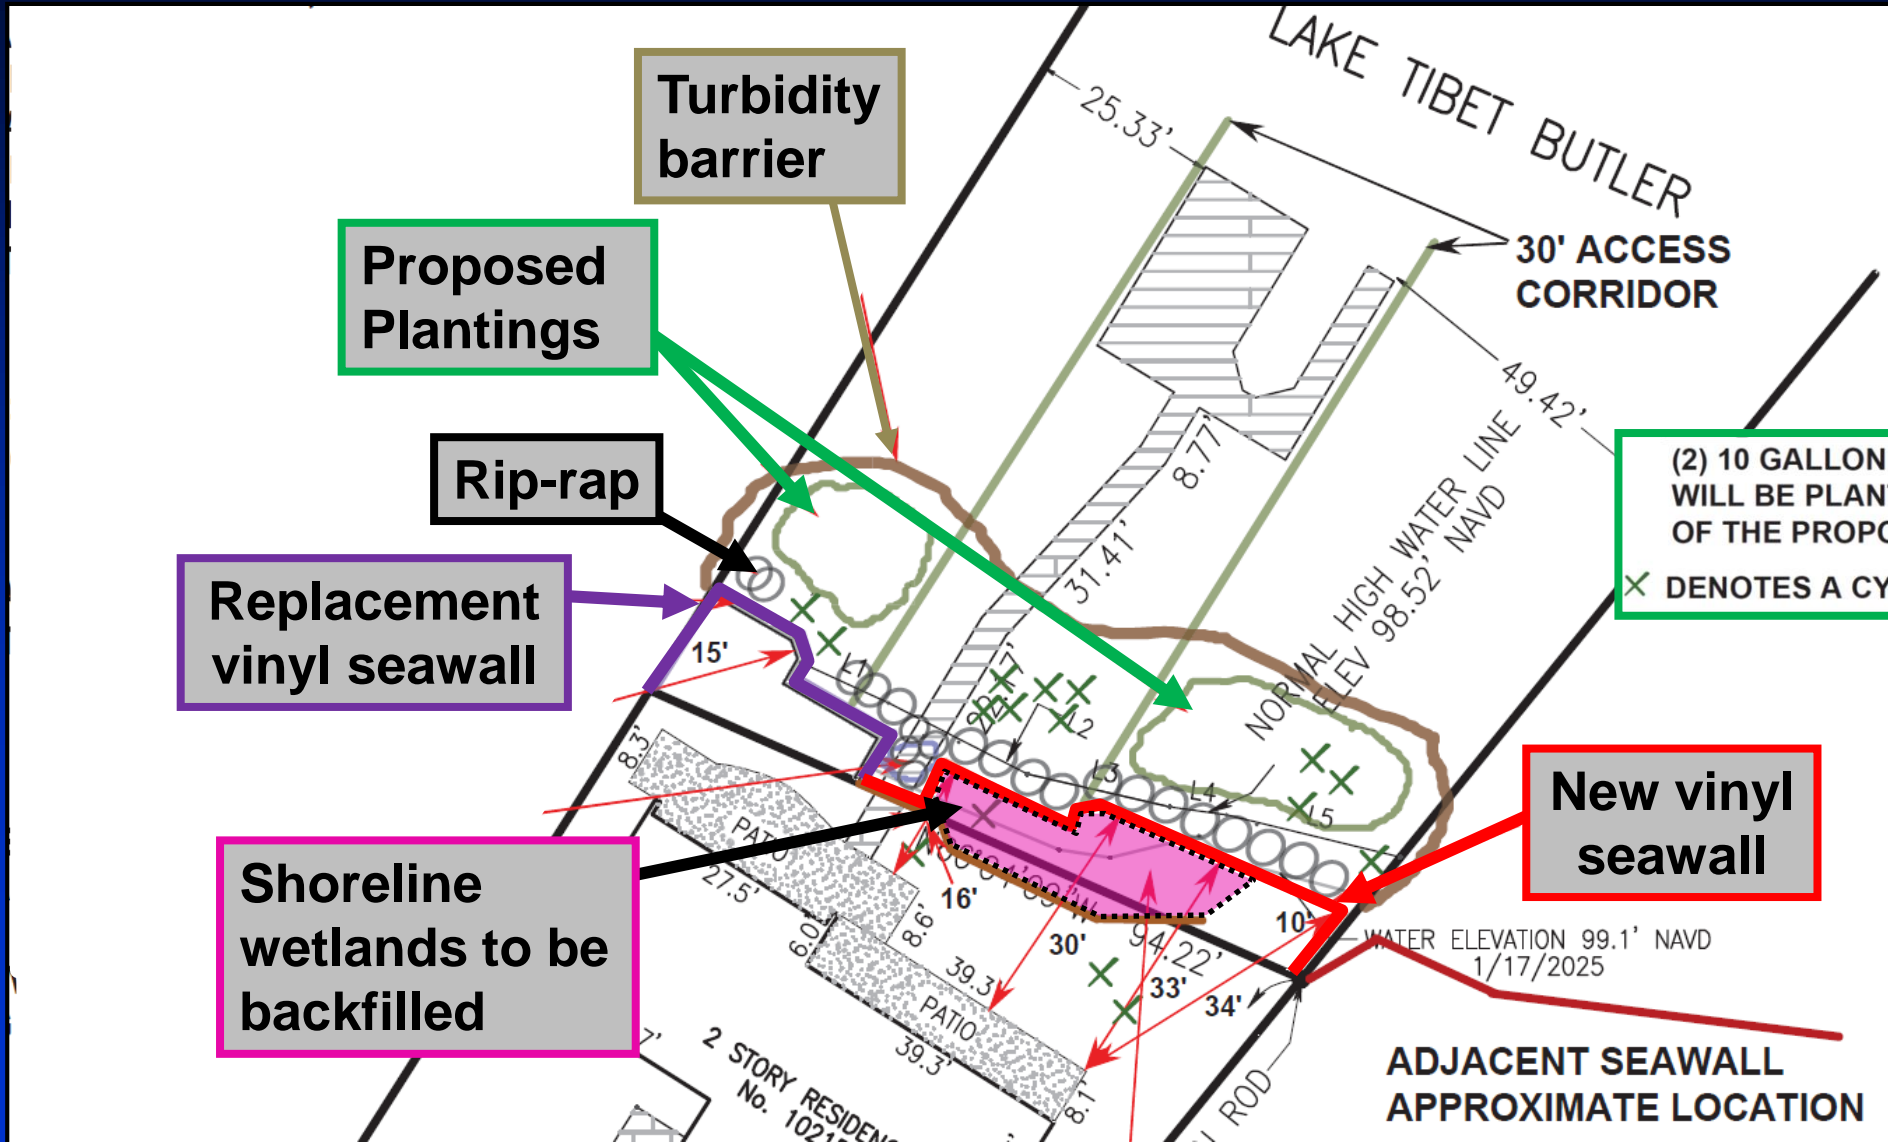 LAKE TIBET BUTLER
Turbidity
barrier
25.33'
30' ACCESS
CORRIDOR
Proposed
Plantings
49.42'
8.77'
Rip-rap
(2) 10 GALLON
WILL BE
OF THE
DENOTES A
NORMAL HIGH WATER LINE
ELEV 98.52' NAVD
31.41'
Replacement
vinyl seawall
15'
L1
L2
L3
L4
L5
8.3'
PATIO
27.5'
New vinyl
seawall
Shoreline
wetlands to be
backfilled
16'
8.6'
6.0'
30'
94.22'
10'
33'
34'
WATER ELEVATION 99.1' NAVD
1/17/2025
39.3'
PATIO
39.3'
8.1'
2 STORY
No.
ROD
ADJACENT SEAWALL
APPROXIMATE LOCATION